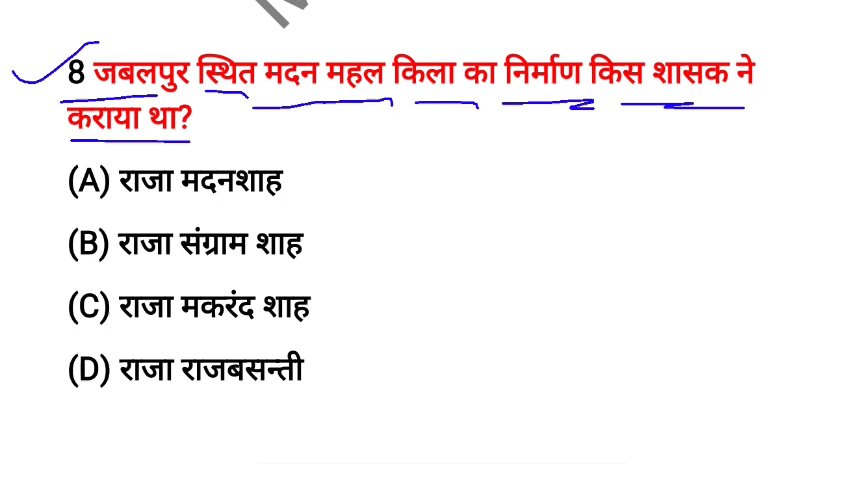 8 जबलपुर स्थित मदन महल किला का निर्माण किस शासक ने
कराया था?
(A) राजा मदनशाह
(B) राजा संग्राम शाह
(C) राजा मकरंद शाह
(D) राजा राजबसन्ती